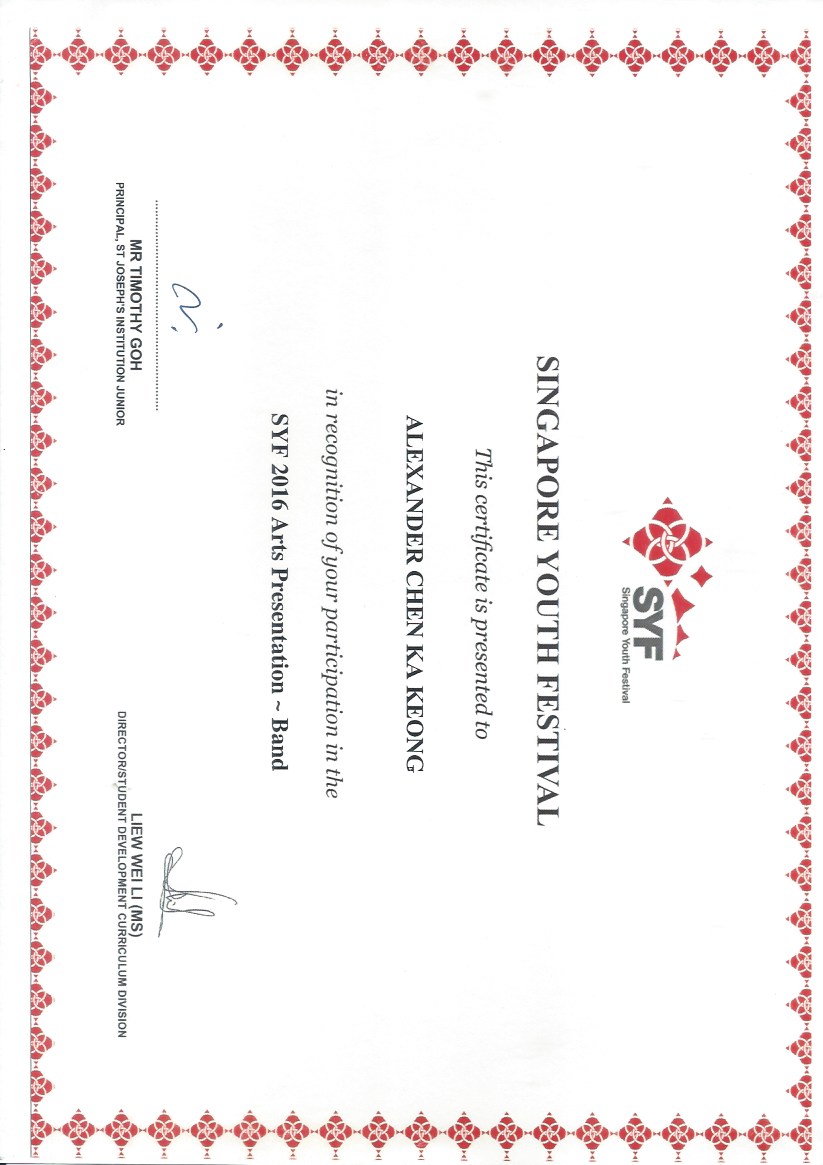 SYF
Singapore Youth Festival
SINGAPORE YOUTH FESTIVAL
This certificate is presented to
ALEXANDER CHEN KA KEONG
in recognition of your participation in the
SYF 2016 Arts Presentation ~ Band
MR TIMOTHY GOH
PRINCIPAL, ST JOSEPH'S INSTITUTION JUNIOR
LIEW WEI LI (MS)
DIRECTOR/STUDENT DEVELOPMENT CURRICULUM DIVISION